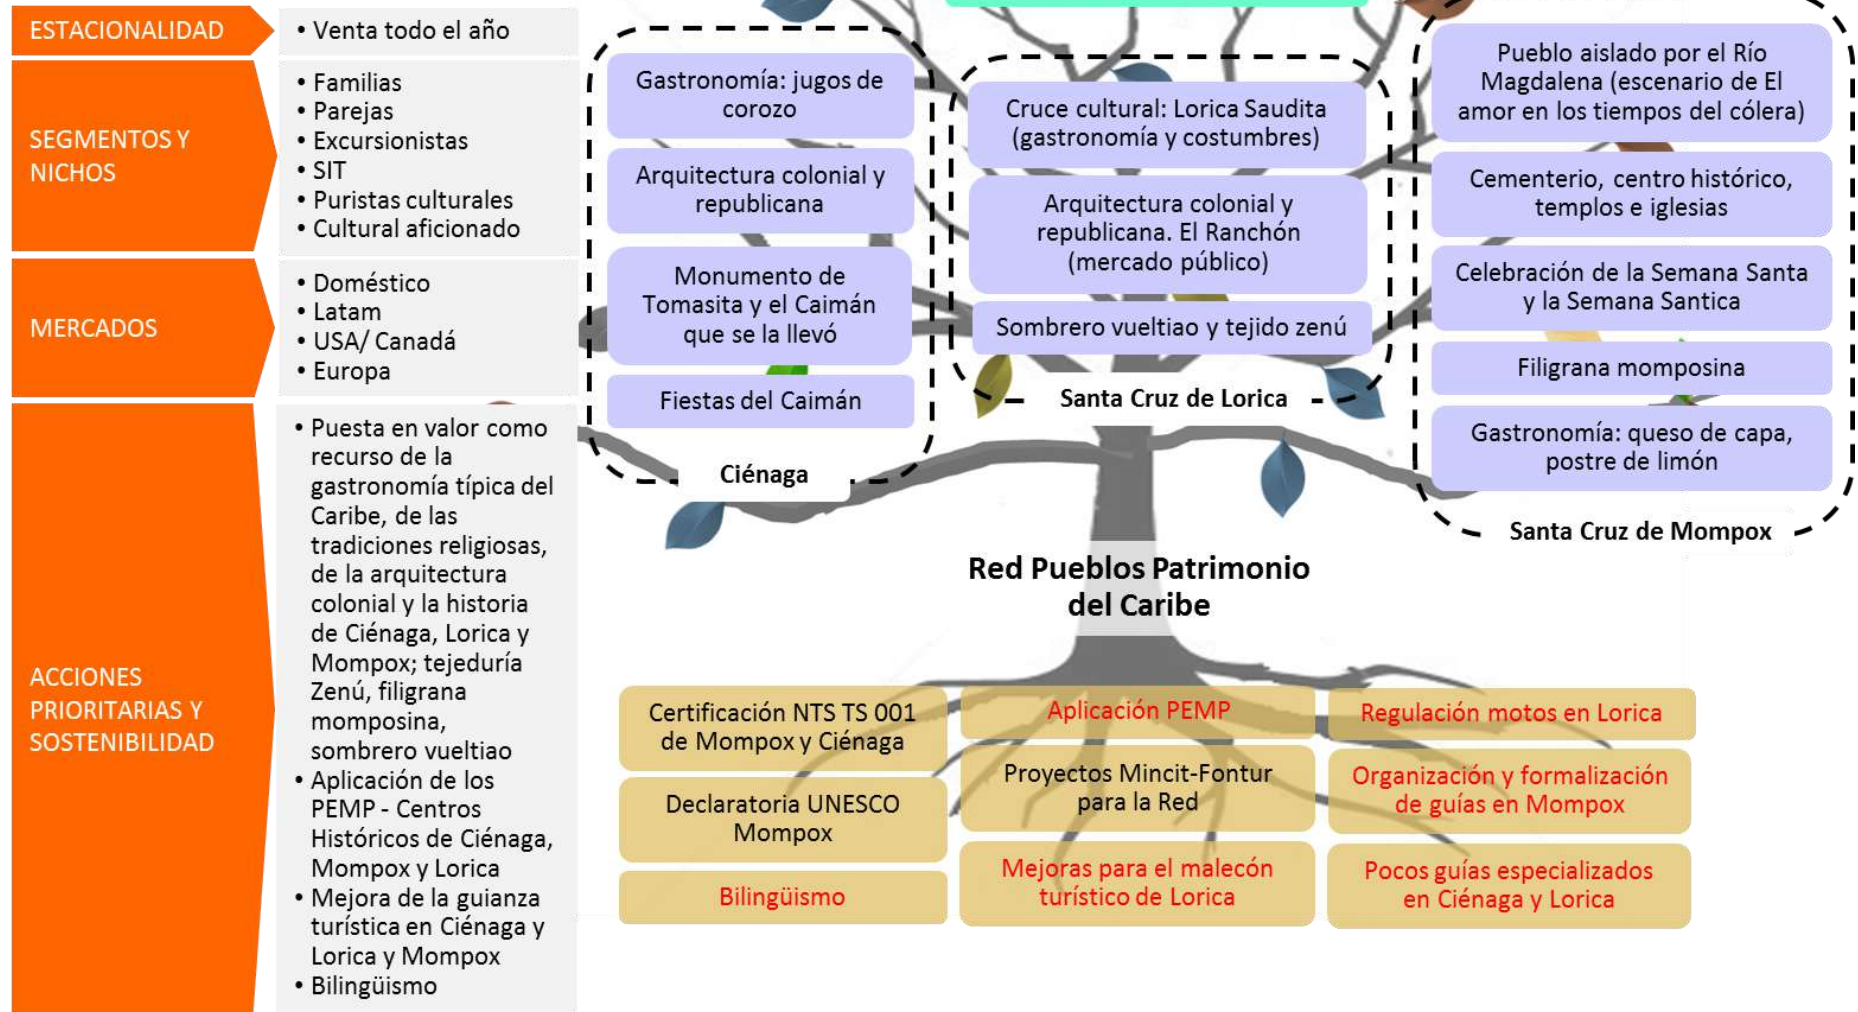 ESTACIONALIDAD
• Venta todo el año
SEGMENTOS Y
NICHOS
• Familias
• Parejas
• Excursionistas
• SIT
• Puristas culturales
• Cultural aficionado
MERCADOS
• Doméstico
• Latam
• USA/ Canadá
• Europa
ACCIONES
PRIORITARIAS Y
SOSTENIBILIDAD
• Puesta en valor como
recurso de la
gastronomía típica del
Caribe, de las
tradiciones religiosas,
de la arquitectura
colonial y la historia
de Ciénaga, Lorica y
Mompox; tejeduría
Zenú, filigrana
momposina,
sombrero vueltiao
• Aplicación de los
PEMP - Centros
Históricos de Ciénaga,
Mompox y Lorica
• Mejora de la guianza
turística en Ciénaga y
Lorica y Mompox
• Bilingüismo
Gastronomía: jugos de
corozo
Arquitectura colonial y
republicana
Monumento de
Tomasita y el Caimán
que se la llevó
Fiestas del Caimán
Ciénaga
Cruce cultural: Lorica Saudita
(gastronomía y costumbres)
Arquitectura colonial y
republicana. El Ranchón
(mercado público)
Sombrero vueltiao y tejido zenú
Santa Cruz de Lorica
Pueblo aislado por el Río
Magdalena (escenario de El
amor en los tiempos del cólera)
Cementerio, centro histórico,
templos e iglesias
Celebración de la Semana Santa
y la Semana Santica
Filigrana momposina
Gastronomía: queso de capa,
postre de limón
Santa Cruz de Mompox
Red Pueblos Patrimonio
del Caribe
Certificación NTS TS 001
de Mompox y Ciénaga
Declaratoria UNESCO
Mompox
Bilingüismo
Aplicación PEMP
Proyectos Mincit-Fontur
para la Red
Mejoras para el malecón
turístico de Lorica
Regulación motos en Lorica
Organización y formalización
de guías en Mompox
Pocos guías especializados
en Ciénaga y Lorica